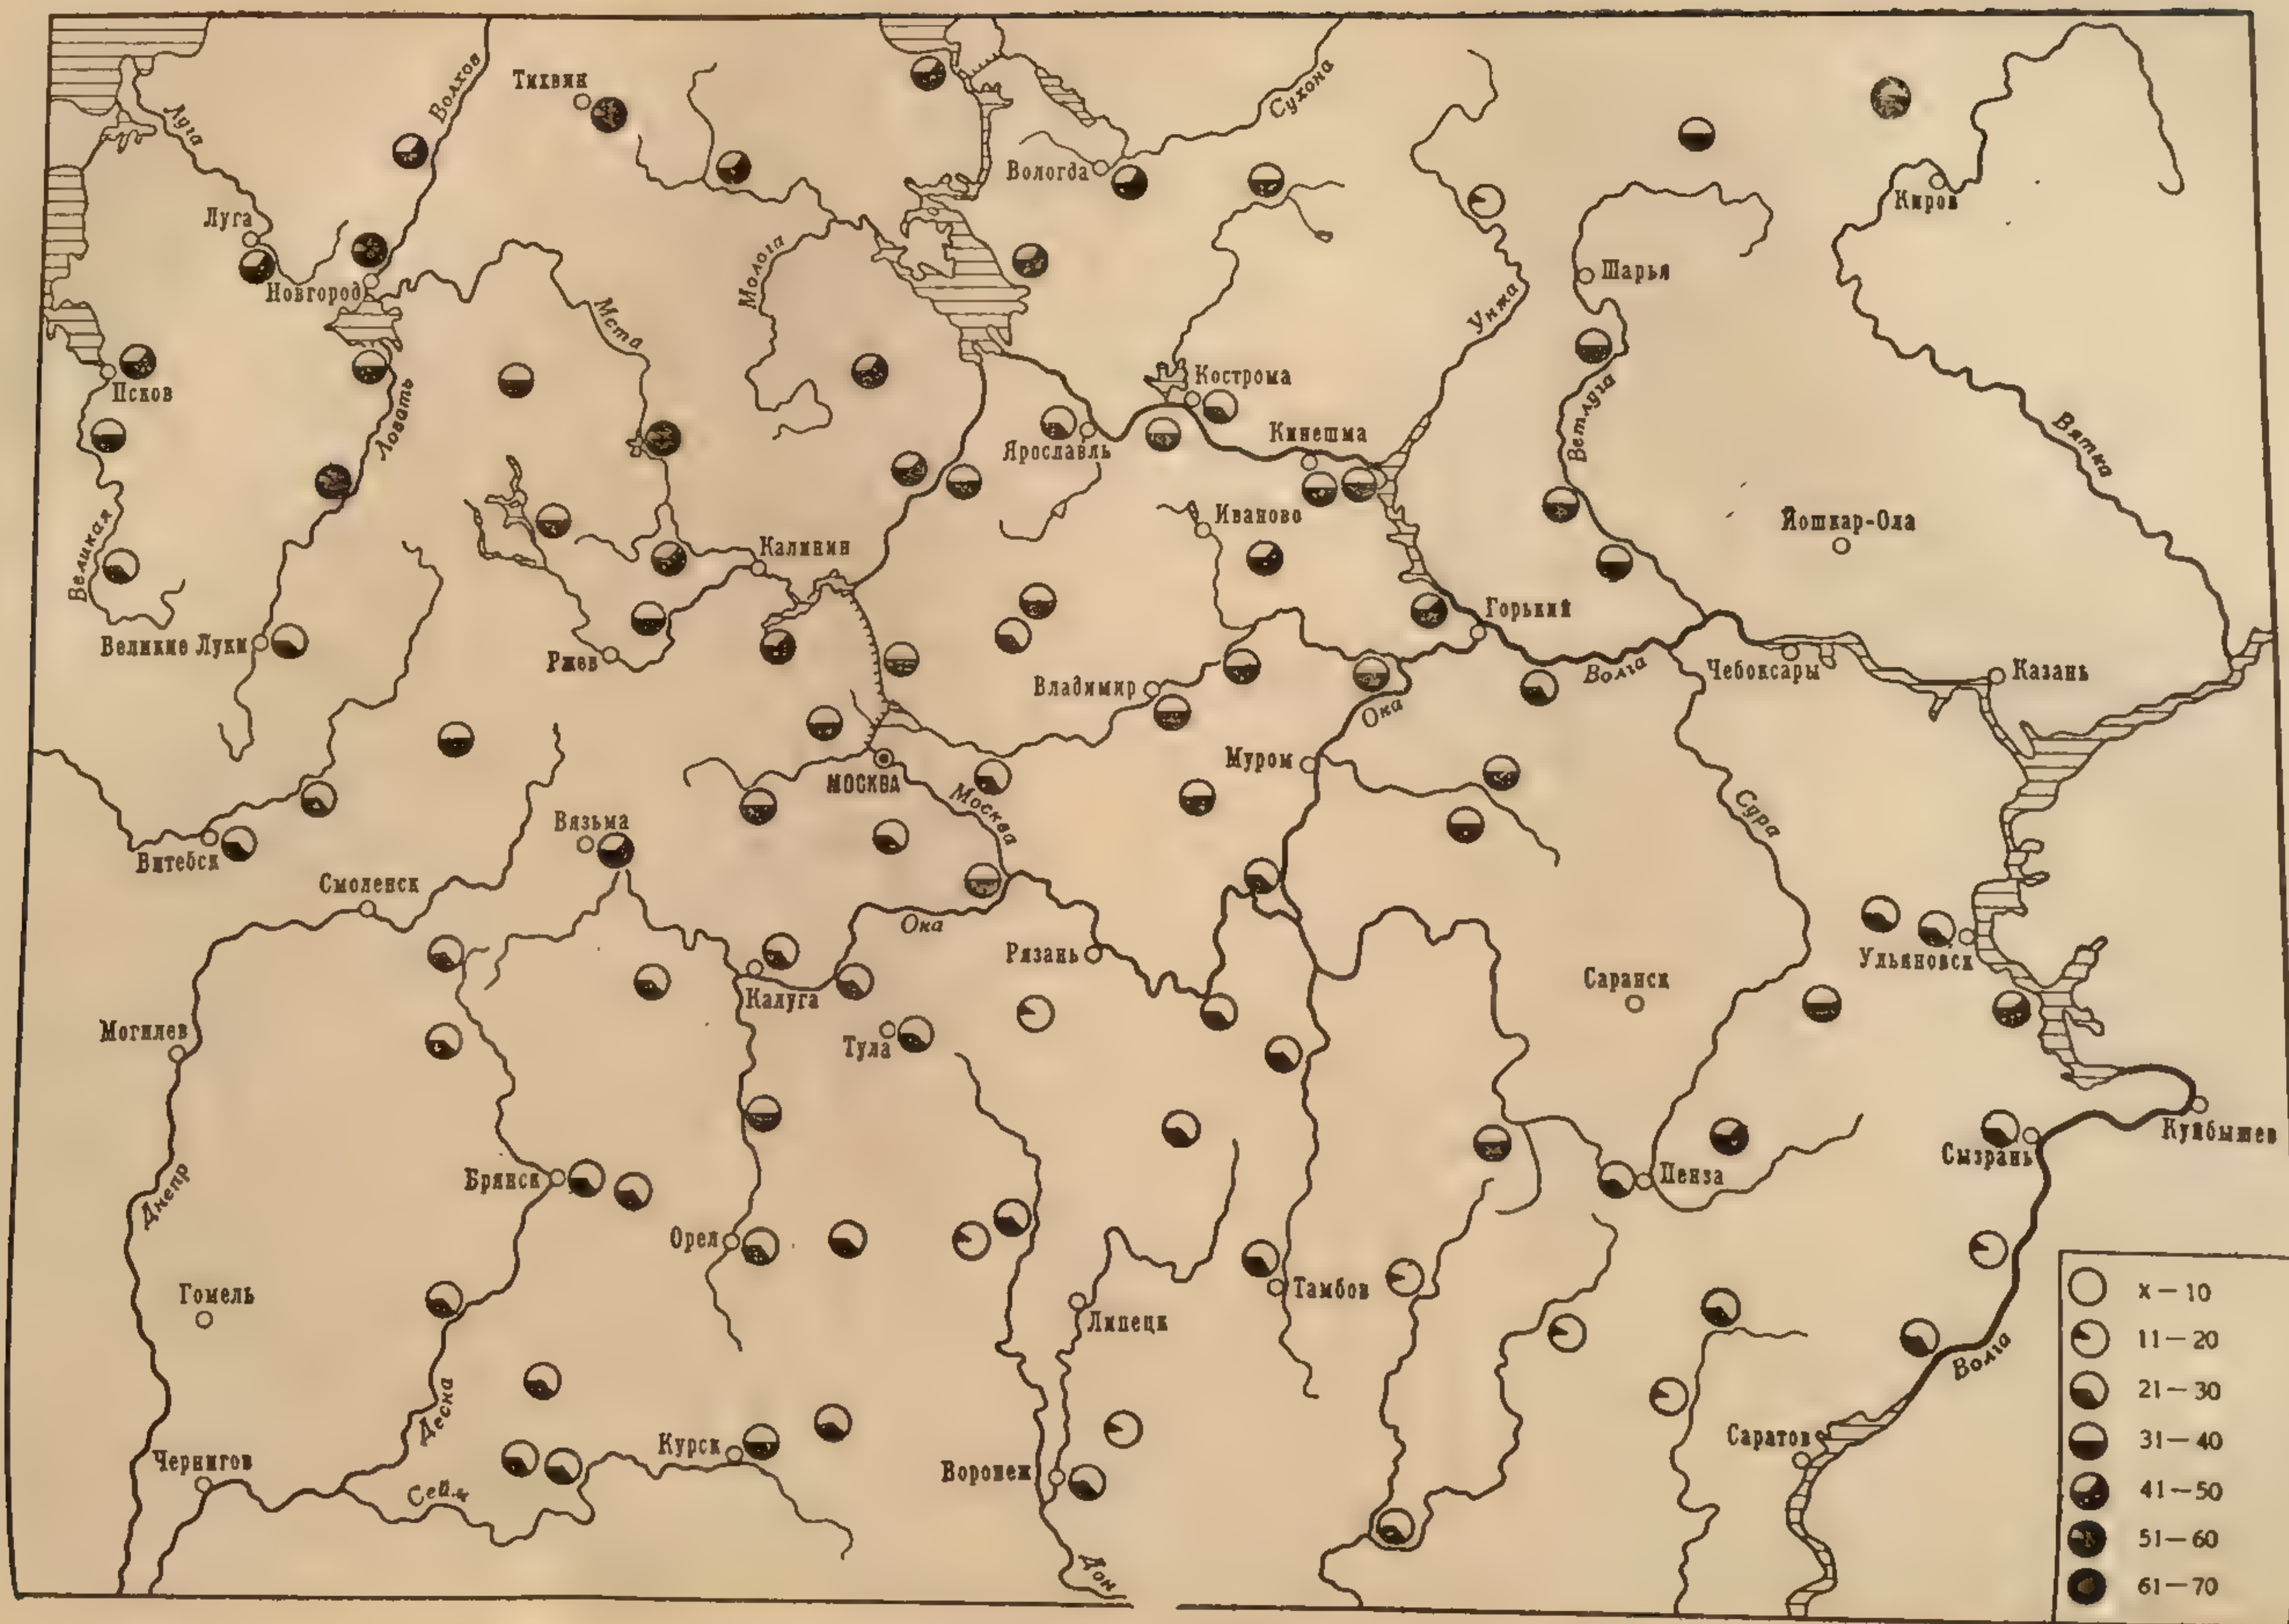 Тихвин
Волхов
Луга
Сухона
Вологда
Киров
Луга
Новгород
Молога
Мста
Унжа
Шарья
Псков
Ловать
Кострома
Ярославль
Кинешма
Ветлуга
Вятка
Великая
Иваново
Йошкар-Ола
Калинин
Горький
Великие Луки
Ржев
Владимир
Волга
Чебоксары
Казань
Ока
Муром
МОСКВА
Москва
Сура
Вязьма
Витебск
Смоленск
Ока
Рязань
Ульяновск
Саранск
Калуга
Могилев
Тула
Куйбышев
Сызрань
Брянск
Пенза
Днепр
Орел
Гомель
Тамбов
Липецк
Волга
Десна
Саратов
Курск
Чернигов
Воронеж
Сейм
Дон
х—10
11—20
21—30
31—40
41—50
51—60
61—70